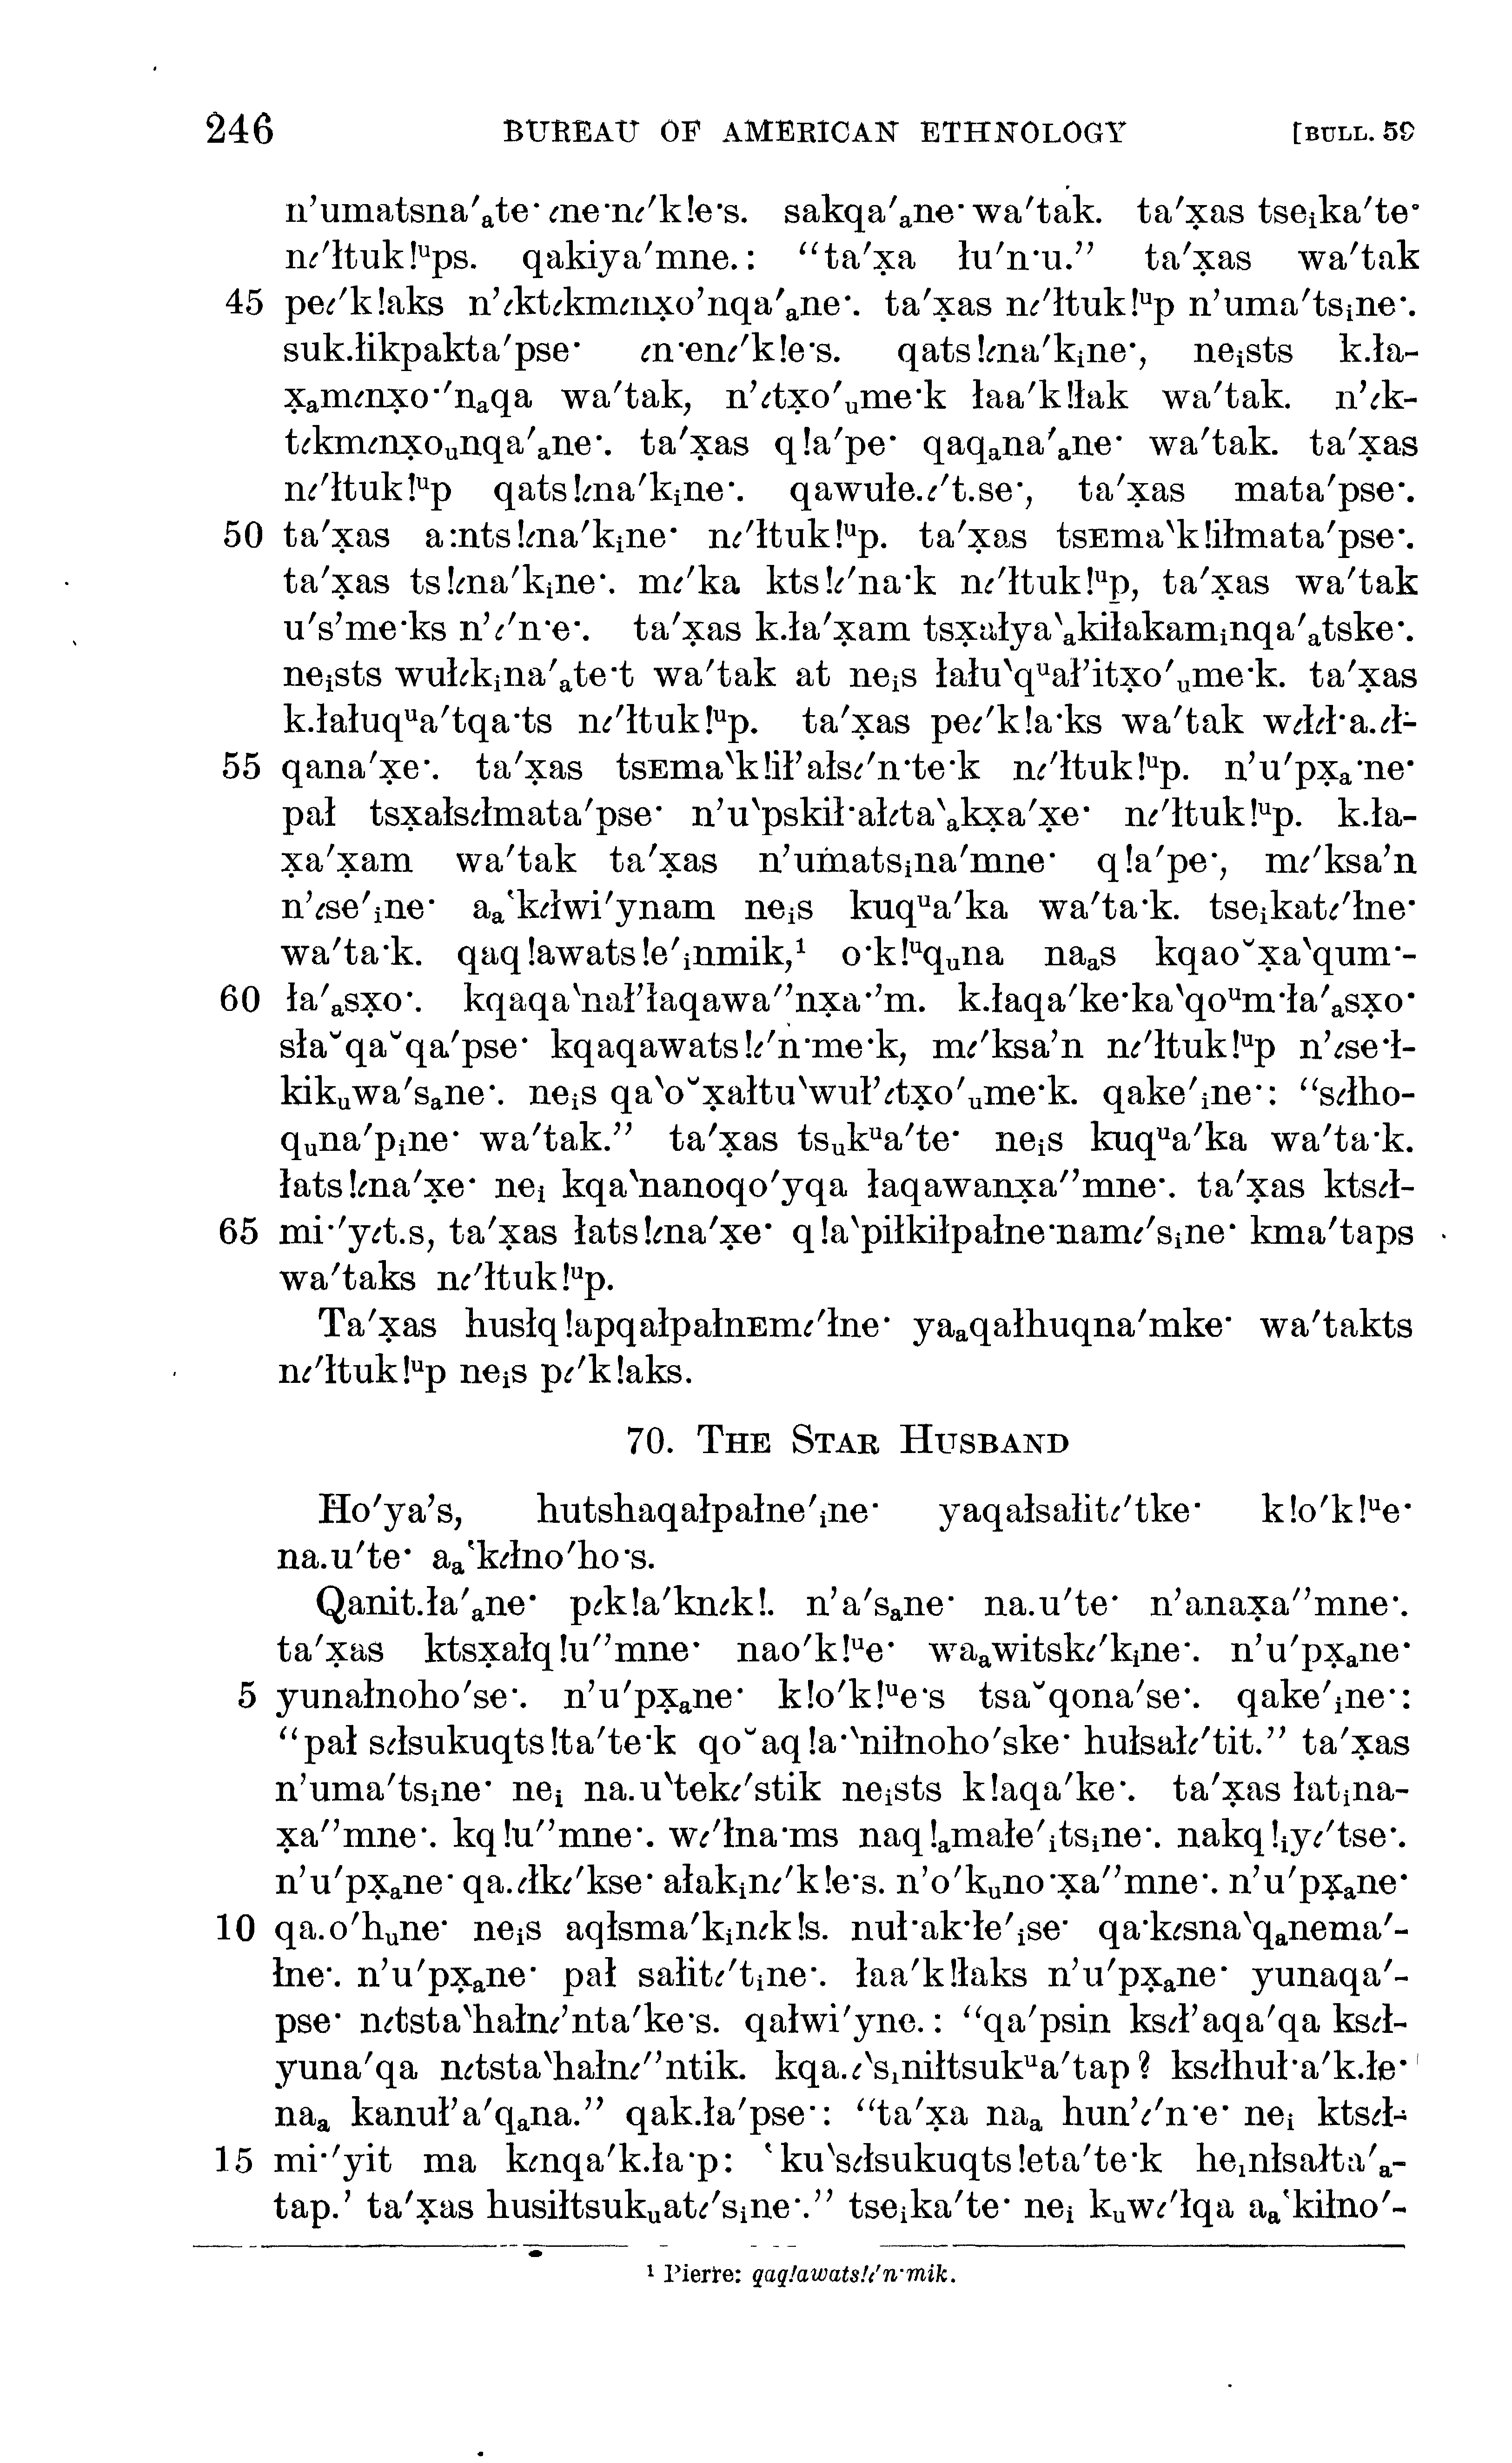 246 BUREAU OF AMERICAN ETHNOLOGY [BULL. 59
n’umatsna′ₐte· ɩne·nɩ′k!e·s. sakqa′ₐne· wa′tak. ta′x̣as tseᵢka′te·
nɩ′łtuk!ᵘps. qakiya′mne.: “ta′x̣a łu′n·u.” ta′x̣as wa′tak
45 peɩ′k!aks n’ɩktɩkmɩnx̣o’nqa′ₐne·. ta′x̣as nɩ′łtuk!ᵘp n’uma′tsᵢne·.
suk.łikpakta′pse· ɩn·enɩ′k!e·s. qats!ɩna′kᵢne·, neᵢsts k.ła-
x̣ₐmɩnx̣o·′nₐqa wa′tak, n’ɩtx̣o′ᵤme·k łaa′k!łak wa′tak. n’ɩk-
tɩkmɩnx̣oᵤnqa′ₐne·. ta′x̣as q!a′pe· qaqₐna′ₐne· wa′tak. ta′x̣as
nɩ′łtuk!ᵘp qats!ɩna′kᵢne·. qawułe.ɩ′t.se·, ta′x̣as mata′pse·.
50 ta′x̣as a:nts!ɩna′kᵢne· nɩ′łtuk!ᵘp. ta′x̣as tsᴇma‵k!iłmata′pse·.
ta′x̣as ts!ɩna′kᵢne·. mɩ′ka kts!ɩ′na·k nɩ′łtuk!ᵘp, ta′x̣as wa′tak
u′s’me·ks n’ɩ′n·e·. ta′x̣as k.ła′x̣am tsx̣ałya‵ₐkiłakamᵢnqa′ₐtske·.
neᵢsts wułɩkᵢna′ₐte·t wa′tak at neᵢs łału‵qᵘał’itx̣o′ᵤme·k. ta′x̣as
k.łałuqᵘa′tqa·ts nɩ′łtuk!ᵘp. ta′x̣as peɩ′k!a·ks wa′tak wɩłɩł·a.ɩł-
55 qana′x̣e·. ta′x̣as tsᴇma‵k!ił’ałsɩ′n·te·k nɩ′łtuk!ᵘp. n’u′px̣ₐ·ne·
pał tsx̣ałsɩłmata′pse· n’u‵pskił·ałɩta‵ₐkx̣a′x̣e· nɩ′łtuk!ᵘp. k.ła-
x̣a′x̣am wa′tak ta′x̣as n’umatsᵢna′mne· q!a′pe·, mɩ′ksa’n
n’ɩse′ᵢne· aₐ‛kɩłwi′ynam neᵢs kuqᵘa′ka wa′ta·k. tseᵢkatɩ′łne·
wa′ta·k. qaq!awats!e′ᵢnmik,¹ o·k!ᵘqᵤna naₐs kqao˘x̣a‵qum·-
60 ła′ₐsx̣o·. kqaqa‵nał’łaqawa′′nx̣a·’m. k.łaqa′ke·ka‵qoᵘm·ła′ₐsx̣o·
sła˘qa˘qa′pse· kqaqawats!ɩ′n·me·k, mɩ′ksa’n nɩ′łtuk!ᵘp n’ɩse·ł-
kikᵤwa′sₐne·. neᵢs qa‵o˘x̣ałtu‵wuł’ɩtx̣o′ᵤme·k. qake′ᵢne·: “sɩłho-
qᵤna′pᵢne· wa′tak.” ta′x̣as tsᵤkᵘa′te· neᵢs kuqᵘa′ka wa′ta·k.
łats!ɩna′x̣e· neᵢ kqa‵nanoqo′yqa łaqawanx̣a′′mne·. ta′x̣as ktsɩł-
65 mi·′yɩt.s, ta′x̣as łats!ɩna′x̣e· q!a‵piłkiłpałne·namɩ′sᵢne· kma′taps
wa′taks nɩ′łtuk!ᵘp.
Ta′x̣as husłq!apqałpałnᴇmɩ′łne· yaₐqałhuqna′mke· wa′takts
nɩ′łtuk!ᵘp neᵢs pɩ′k!aks.
70. THE STAR HUSBAND
Ho′ya’s, hutshaqałpałne′ᵢne· yaqałsałitɩ′tke· k!o′k!ᵘe·
na.u′te· aₐ‛kɩłno′ho·s.
Qanit.ła′ₐne· pɩk!a′knɩk!. n’a′sₐne· na.u′te· n’anax̣a′′mne·.
ta′x̣as ktsx̣ałq!u′′mne· nao′k!ᵘe· waₐwitskɩ′kᵢne·. n’u′px̣ₐne·
5 yunałnoho′se·. n’u′px̣ₐne· k!o′k!ᵘe·s tsa˘qona′se·. qake′ᵢne·:
“pał sɩłsukuqts!ta′te·k qo˘aq!a·‵niłnoho′ske· hułsałɩ′tit.” ta′x̣as
n’uma′tsᵢne· neᵢ na.u‵tekɩ′stik neᵢsts k!aqa′ke·. ta′x̣as łatᵢna-
x̣a′′mne·. kq!u′′mne·. wɩ′łna·ms naq!ₐmałe′ᵢtsᵢne·. nakq!ᵢyɩ′tse·.
n’u′px̣ₐne· qa.ɩłkɩ′kse· ałakᵢnɩ′k!e·s. n’o′kᵤno·x̣a′′mne·. n’u′px̣ₐne·
10 qa.o′hᵤne· neᵢs aqłsma′kᵢnɩk!s. nuł·ak·łe′ᵢse· qa·kɩsna‵qₐnema′-
łne·. n’u′px̣ₐne· pał sałitɩ′tᵢne·. łaa′k!łaks n’u′px̣ₐne· yunaqa′-
pse· nɩtsta‵hałnɩ’nta′ke·s. qałwi′yne.: “qa′psin ksɩł’aqa′qa ksɩł-
yuna′qa nɩtsta‵hałnɩ′′ntik. kqa.ɩ‵sᵢniłtsukᵘa′tap? ksɩłhuł·a′k.łe·
naₐ kanuł’a′qₐna.” qak.ła′pse·: “ta′x̣a naₐ hun’ɩ′n·e· neᵢ ktsɩł-
15 mi·′yit ma kɩnqa′k.ła·p: ‘ku‵sɩłsukuqts!eta′te·k heᵢnłsałta′ₐ-
tap.’ ta′x̣as husiłtsukᵤatɩ′sᵢne·.” tseᵢka′te· neᵢ kᵤwɩ′łqa aₐ‛kiłno′-
¹ Pierre: qaq!awats!ɩ′n·mik.